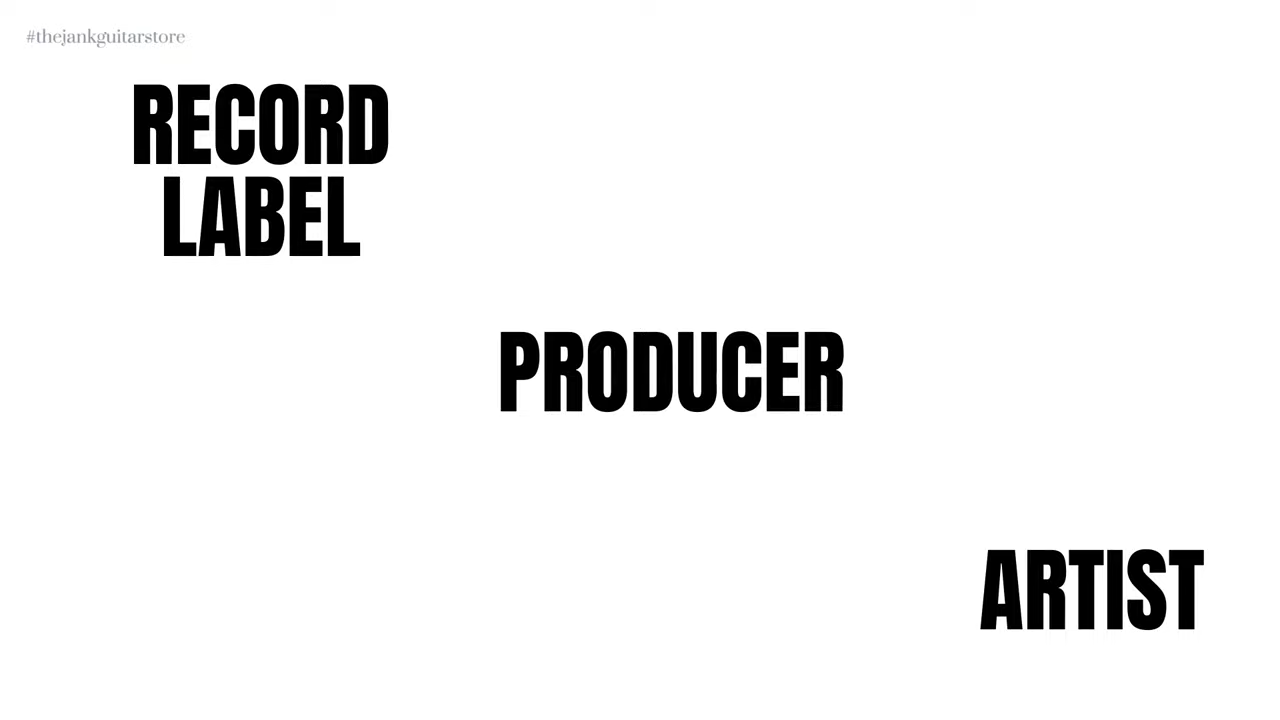 #thejankguitarstore
RECORD
LABEL
PRODUCER
ARTIST